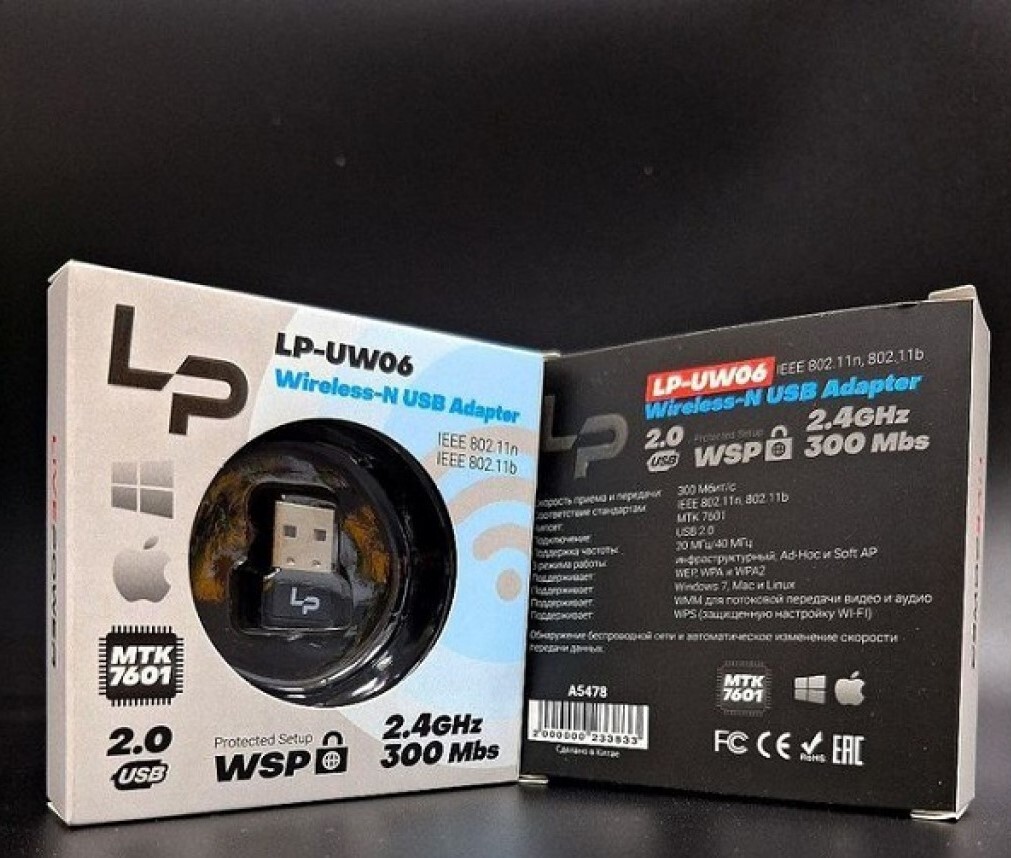 LP
LP-UW06
Wireless-N USB Adapter
IEEE 802.11n
IEEE 802.11b
LP
MTK
7601
2.0
USB
Protected Setup
WSP
2.4GHz
300 Mbs
LP
LP-UW06 IEEE 802.11n, 802.11b
Wireless-N USB Adapter
2.0
USB
Protected Setup
WSP
2.4GHz
300 Mbs
скорость приема и передачи: 300 Мбит/с
соответствие стандартам IEEE 802.11n, 802.11b
MTK 7601
USB 2.0
частоты: 20 МГц/40 МГц
режима работы: инфраструктурный, Ad-Hoc и Soft AP
Поддерживает: WEP, WPA и WPA2
Поддерживает: Windows 7, Mac и Linux
Поддерживает: WMM для потоковой передачи видео и аудио
Поддерживает: WPS (защищенную настройку WI-FI)
Обнаружение беспроводной сети и автоматическое изменение скорости
передачи данных.
A5478
2 000000 233833
Сделано в Китае
MTK
7601
FC CE RoHS EAC